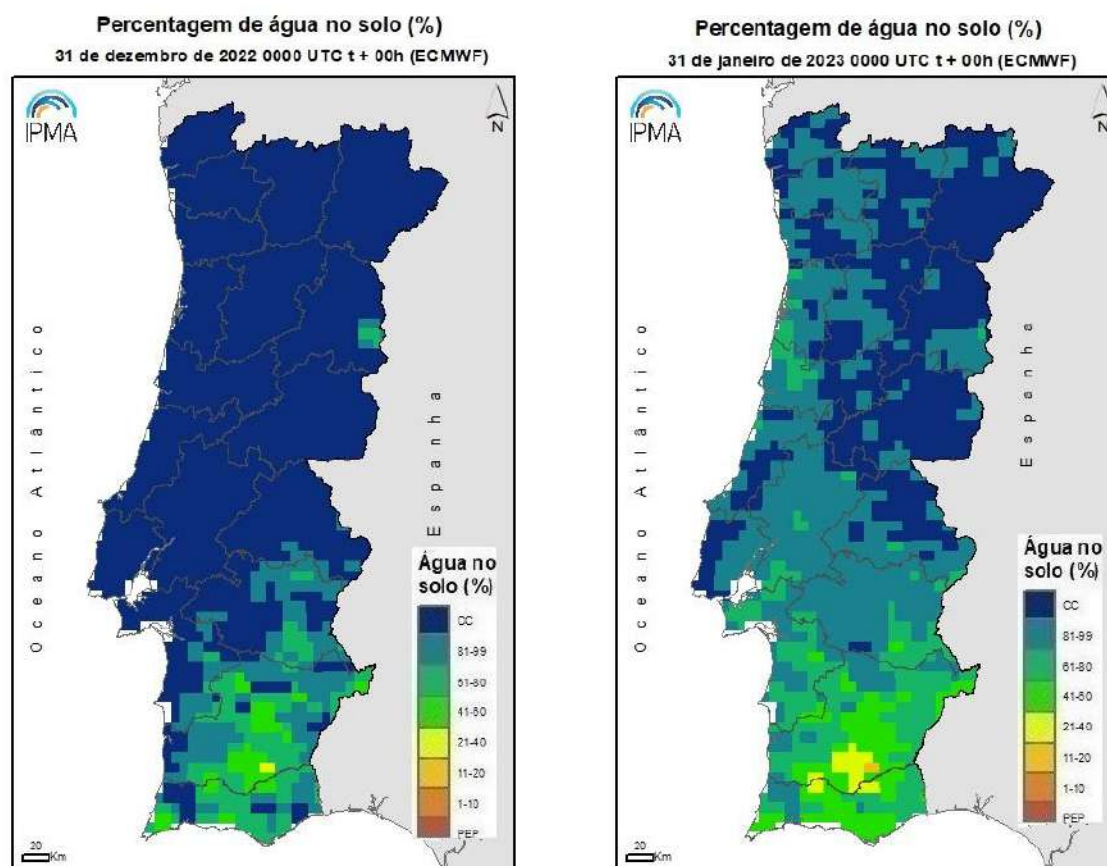 Percentagem de água no solo (%)
31 de dezembro de 2022 0000 UTC t + 00h (ECMWF)
IPMA
N
Oceano Atlântico
Espanha
Água no
solo (%)
CC
81-99
61-80
41-60
21-40
11-20
1-10
PEP
20
Km
Percentagem de água no solo (%)
31 de janeiro de 2023 0000 UTC t + 00h (ECMWF)
IPMA
N
Oceano Atlântico
Espanha
Água no
solo (%)
CC
81-99
61-80
41-60
21-40
11-20
1-10
PEP
20
Km